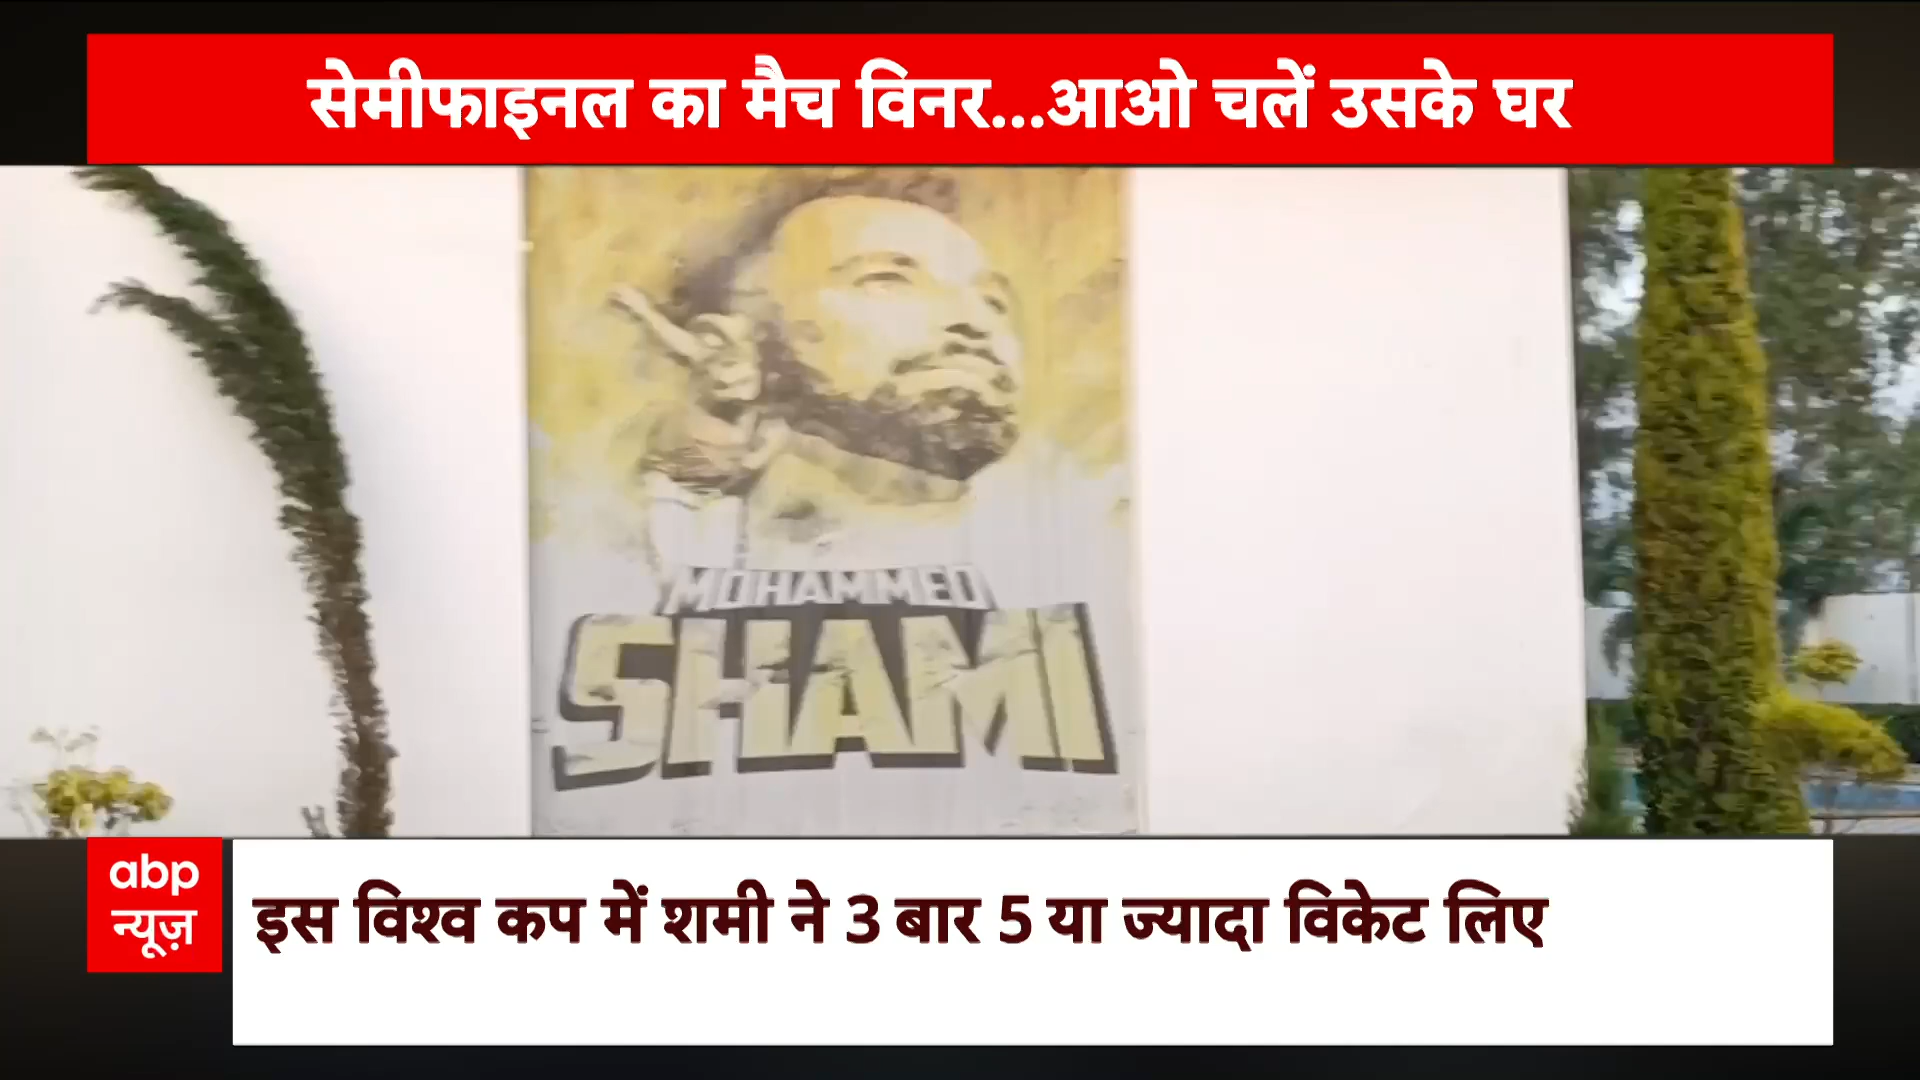 सेमीफाइनल का मैच विनर...आओ चलें उसके घर
MOHAMMED
SHAMI
abp
न्यूज़
इस विश्व कप में शमी ने 3 बार 5 या ज्यादा विकेट लिए